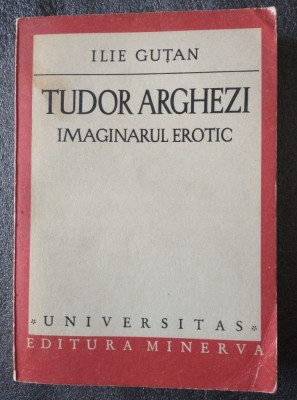 ILIE GUȚAN
TUDOR ARGHEZI
IMAGINARUL EROTIC
* UNIVERSITAS *
EDITURA MINERVA